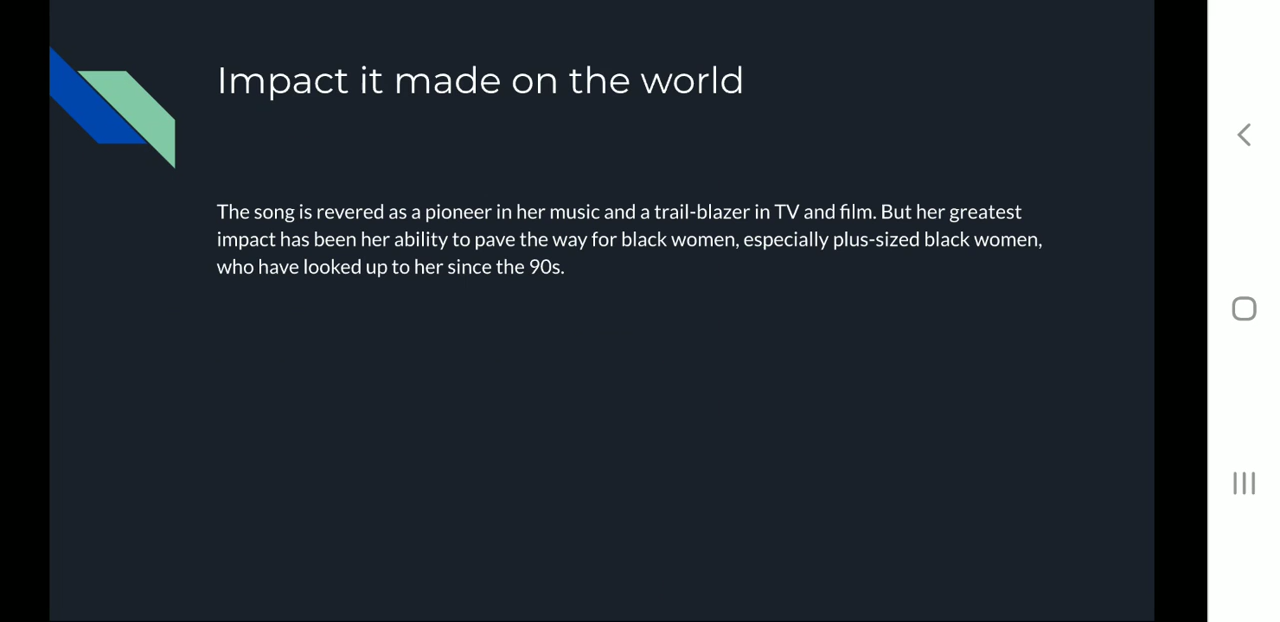 Impact it made on the world
The song is revered as a pioneer in her music and a trail-blazer in TV and film. But her greatest
impact has been her ability to pave the way for black women, especially plus-sized black women,
who have looked up to her since the 90s.